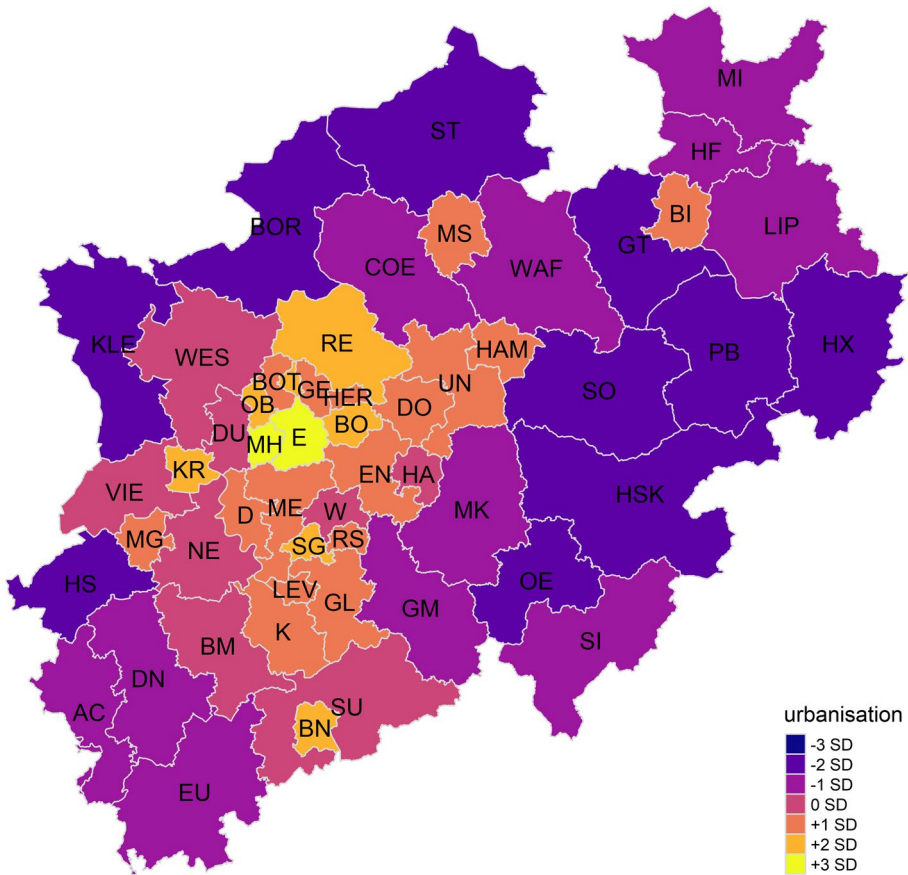 MI
ST
HF
BI
MS
BOR
LIP
GT
COE
WAF
RE
KLE
WES
HAM
PB
HX
BOT
GE
UN
HER
SO
OB
DO
BO
DU
E
MH
KR
EN
HA
VIE
HSK
ME
MK
D
W
MG
SG
RS
NE
HS
LEV
OE
GL
GM
K
SI
BM
DN
SU
AC
BN
EU
urbanisation
-3 SD
-2 SD
-1 SD
0 SD
+1 SD
+2 SD
+3 SD